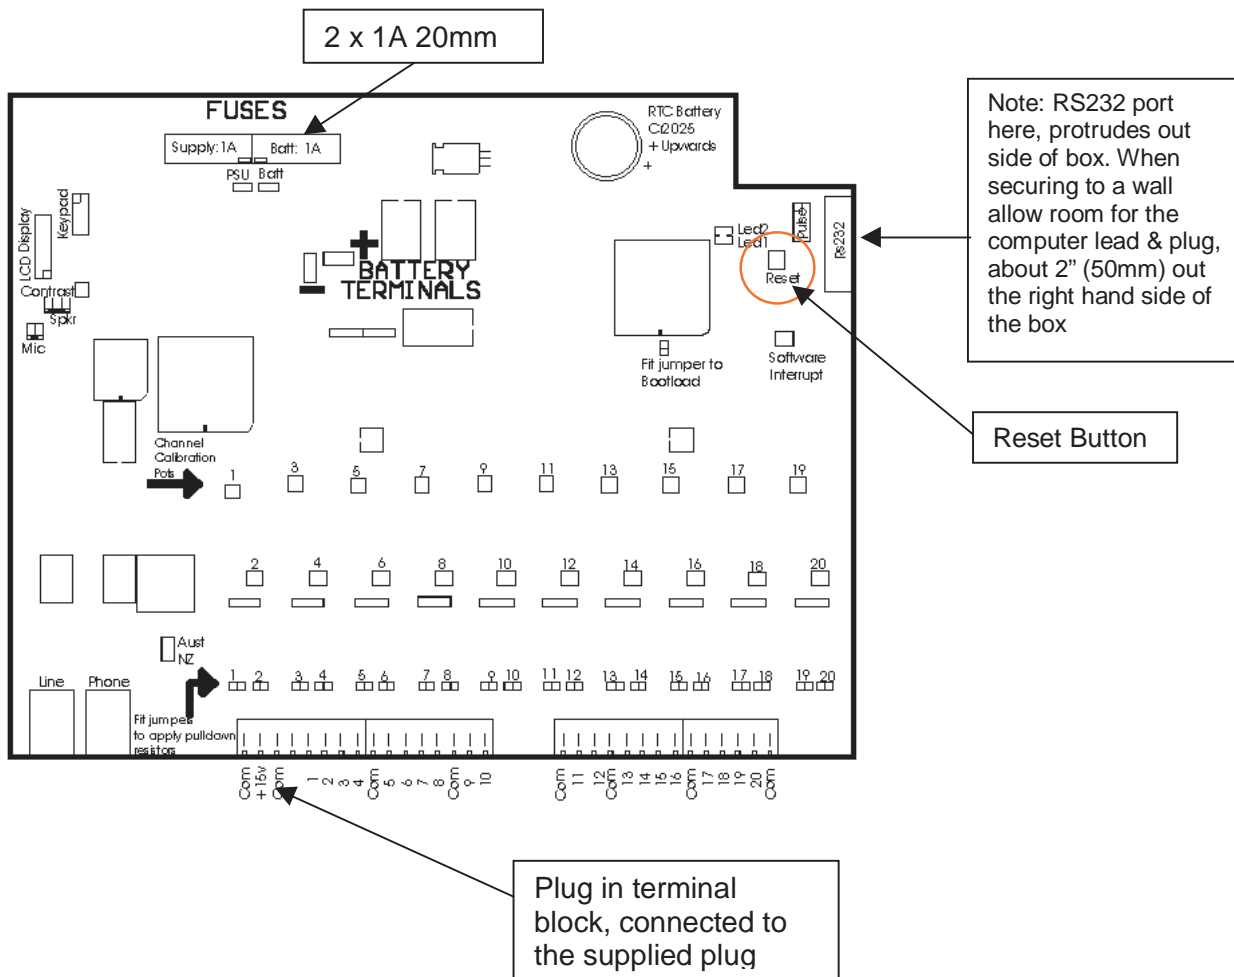 2 x 1A 20mm
FUSES
Supply: 1A
Batt: 1A
PSU
Batt
RTC Battery
Cr2025
+ Upwards
+
Note: RS232 port
here, protrudes out
side of box. When
securing to a wall
allow room for the
computer lead & plug,
about 2” (50mm) out
the right hand side of
the box
LCD Display
Keypad
Contrast
Spkr
Mic
+
BATTERY
TERMINALS
-
Led2
Led1
Pulse
Rs232
Reset
Fit jumper to
Bootload
Software
Interrupt
Reset Button
Channel
Calibration
Pots
1 3 5 7 9 11 13 15 17 19
2 4 6 8 10 12 14 16 18 20
Aust
NZ
1 2 3 4 5 6 7 8 9 10 11 12 13 14 15 16 17 18 19 20
Line
Phone
Fit jumpers
to apply pulldown
resistors
Com +15v Com 1 2 3 4 Com 5 6 7 8 Com 9 10
Com 11 12 Com 13 14 15 16 Com 17 18 19 20 Com
Plug in terminal
block, connected to
the supplied plug